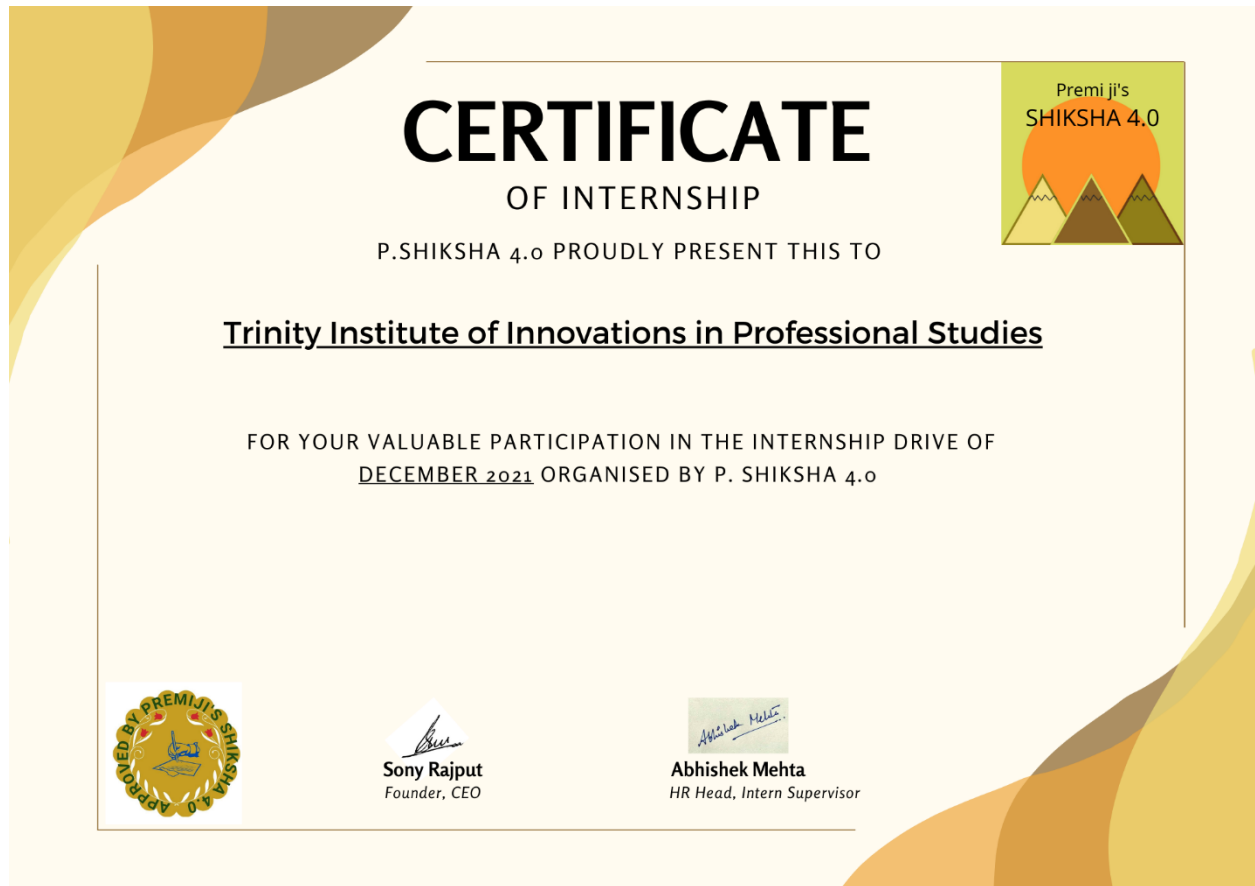 Premi ji's
SHIKSHA 4.0
CERTIFICATE
OF INTERNSHIP
P.SHIKSHA 4.0 PROUDLY PRESENT THIS TO
Trinity Institute of Innovations in Professional Studies
FOR YOUR VALUABLE PARTICIPATION IN THE INTERNSHIP DRIVE OF
DECEMBER 2021 ORGANISED BY P. SHIKSHA 4.0
APPROVED BY PREMIJI'S SHIKSHA 4.0
Abhishek Mehta
Sony Rajput
Founder, CEO
Abhishek Mehta
HR Head, Intern Supervisor